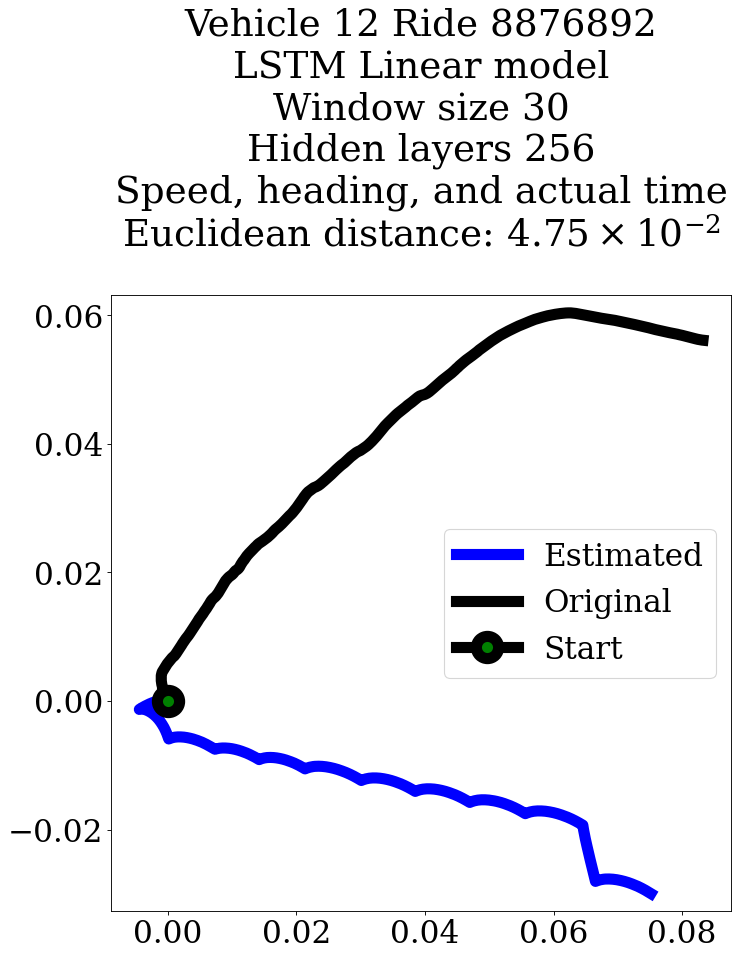 Vehicle 12 Ride 8876892
LSTM Linear model
Window size 30
Hidden layers 256
Speed, heading, and actual time
Euclidean distance: 4.75 × 10⁻²
0.06
0.04
0.02
0.00
−0.02
Estimated
Original
Start
0.00 0.02 0.04 0.06 0.08